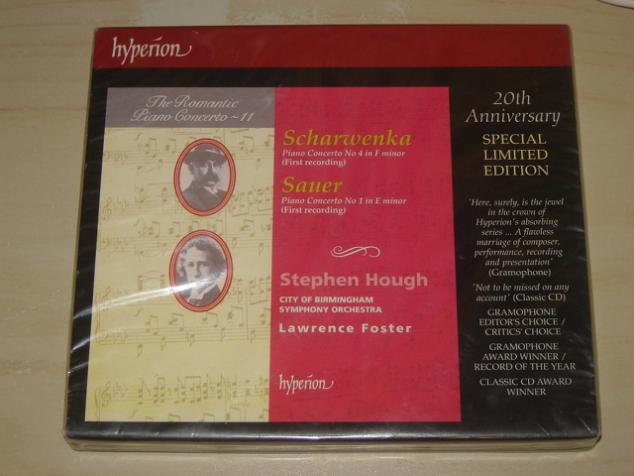 hyperion
The Romantic
Piano Concerto ~ 11
Scharwenka
Piano Concerto No 4 in F minor
(First recording)
Sauer
Piano Concerto No 1 in E minor
(First recording)
Stephen Hough
CITY OF BIRMINGHAM
SYMPHONY ORCHESTRA
Lawrence Foster
hyperion
20th
Anniversary
SPECIAL
LIMITED
EDITION
'Here, surely, is the jewel
in the crown of
Hyperion's absorbing
series ... A flawless
marriage of composer,
performance, recording
and presentation'
(Gramophone)
'Not to be missed on any
account' (Classic CD)
GRAMOPHONE
EDITOR'S CHOICE /
CRITICS' CHOICE
GRAMOPHONE
AWARD WINNER /
RECORD OF THE YEAR
CLASSIC CD AWARD
WINNER